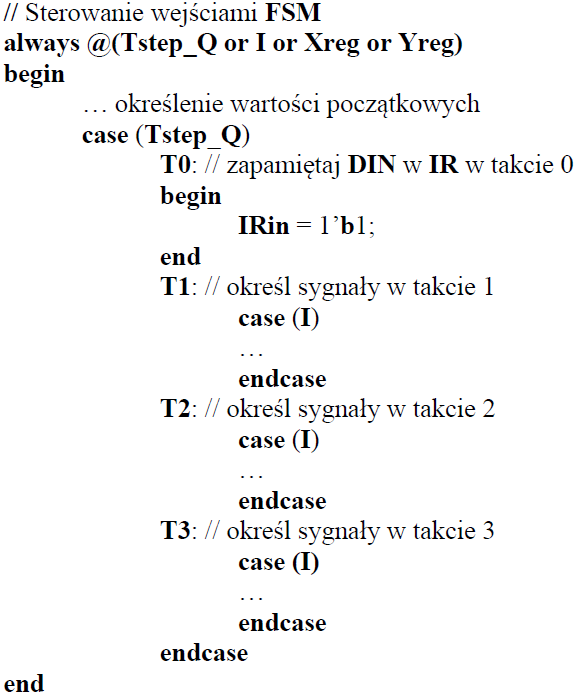 // Sterowanie wejściami FSM
always @(Tstep_Q or I or Xreg or Yreg)
begin
… określenie wartości początkowych
case (Tstep_Q)
T0: // zapamiętaj DIN w IR w takcie 0
begin
IRin = 1’b1;
end
T1: // określ sygnały w takcie 1
case (I)
…
endcase
T2: // określ sygnały w takcie 2
case (I)
…
endcase
T3: // określ sygnały w takcie 3
case (I)
…
endcase
endcase
end